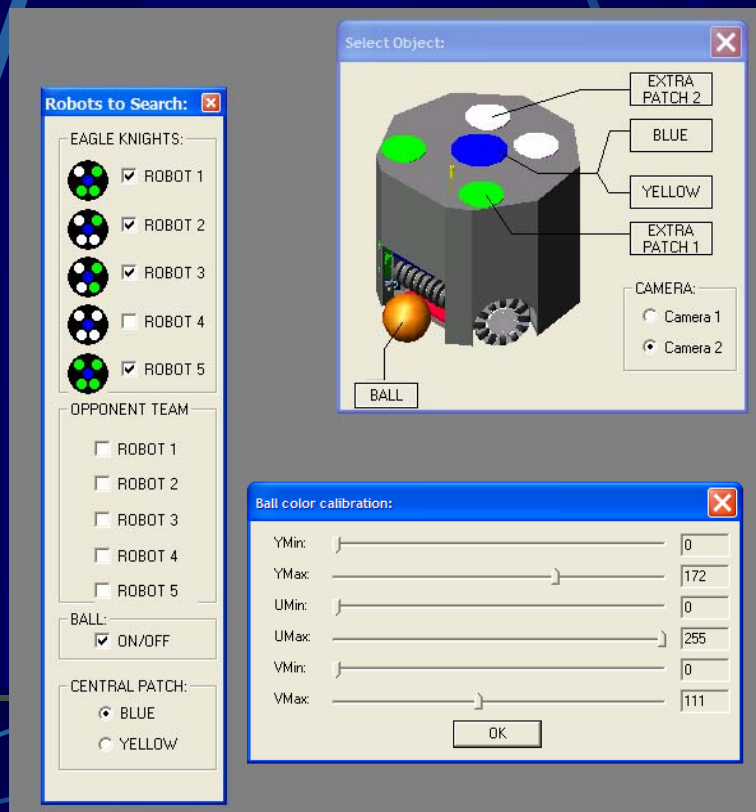 Robots to Search:
EAGLE KNIGHTS:
ROBOT 1
ROBOT 2
ROBOT 3
ROBOT 4
ROBOT 5
OPPONENT TEAM
ROBOT 1
ROBOT 2
ROBOT 3
ROBOT 4
ROBOT 5
BALL:
ON/OFF
CENTRAL PATCH:
BLUE
YELLOW
Select Object:
EXTRA
PATCH 2
BLUE
YELLOW
EXTRA
PATCH 1
CAMERA:
Camera 1
Camera 2
BALL
Ball color calibration:
YMin: 0
YMax: 172
UMin: 0
UMax: 255
VMin: 0
VMax: 111
OK